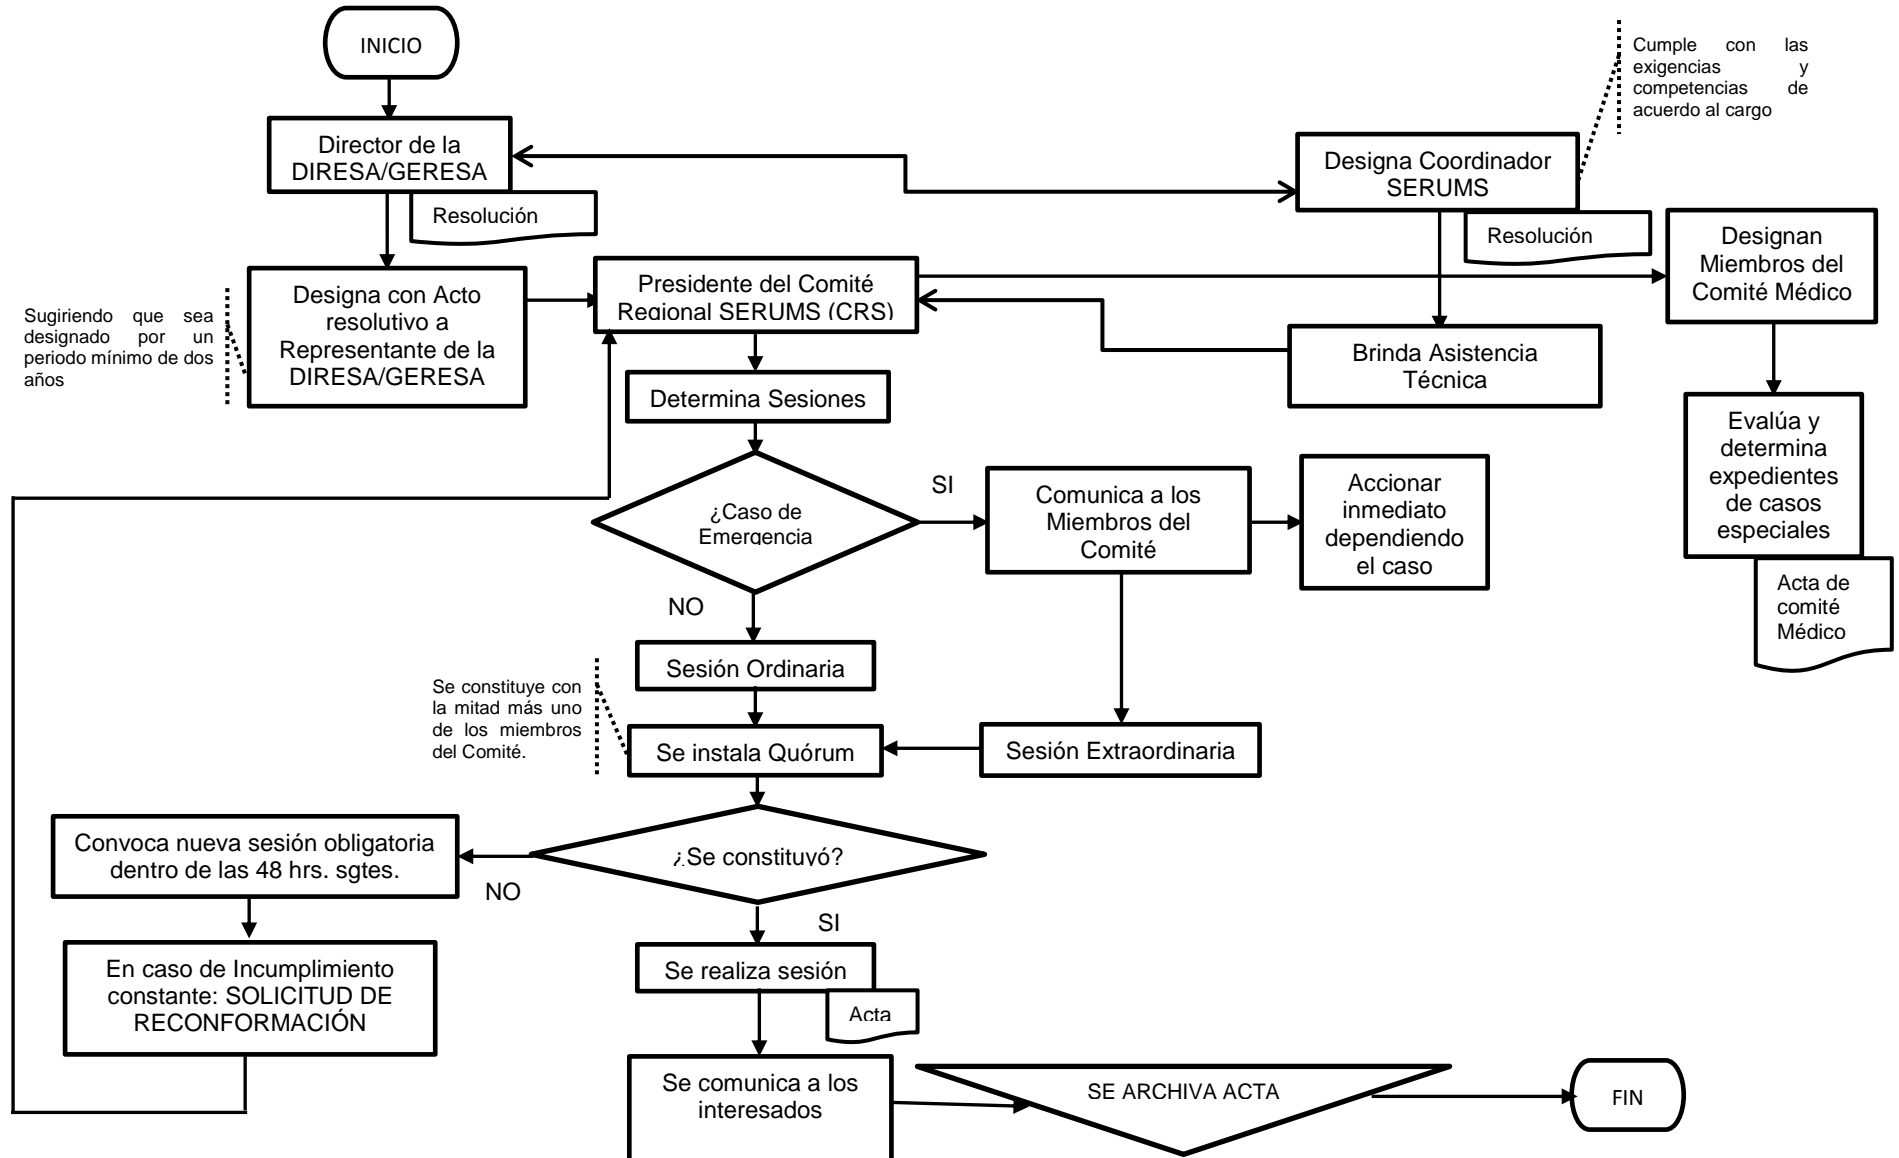 INICIO
Cumple con las
exigencias y
competencias de
acuerdo al cargo
Director de la
DIRESA/GERESA
Resolución
Designa Coordinador
SERUMS
Resolución
Designan
Miembros del
Comité Médico
Sugiriendo que sea
designado por un
periodo mínimo de dos
años
Designa con Acto
resolutivo a
Representante de la
DIRESA/GERESA
Presidente del Comité
Regional SERUMS (CRS)
Brinda Asistencia
Técnica
Determina Sesiones
Evalúa y
determina
expedientes
de casos
especiales
Acta de
comité
Médico
¿Caso de
Emergencia
SI
Comunica a los
Miembros del
Comité
Accionar
inmediato
dependiendo
el caso
NO
Sesión Ordinaria
Se constituye con
la mitad más uno
de los miembros
del Comité.
Se instala Quórum
Sesión Extraordinaria
¿Se constituyó?
NO
Convoca nueva sesión obligatoria
dentro de las 48 hrs. sgtes.
En caso de Incumplimiento
constante: SOLICITUD DE
RECONFORMACIÓN
SI
Se realiza sesión
Acta
Se comunica a los
interesados
SE ARCHIVA ACTA
FIN